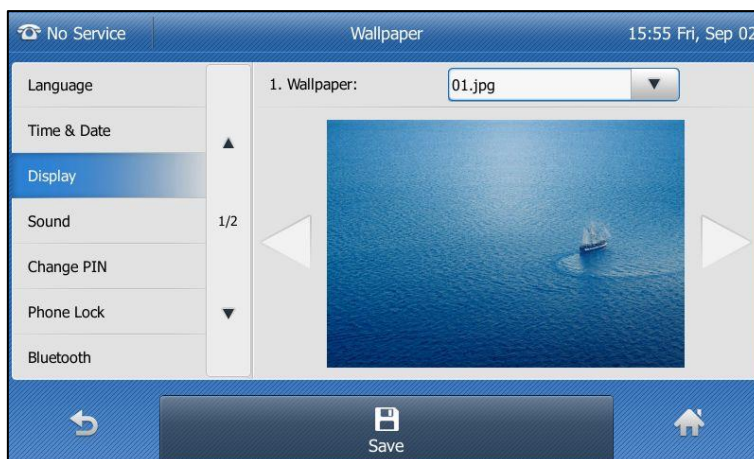 No Service
Wallpaper
15:55 Fri, Sep 02
Language
Time & Date
Display
Sound
Change PIN
Phone Lock
Bluetooth
1/2
1. Wallpaper:
01.jpg
Save